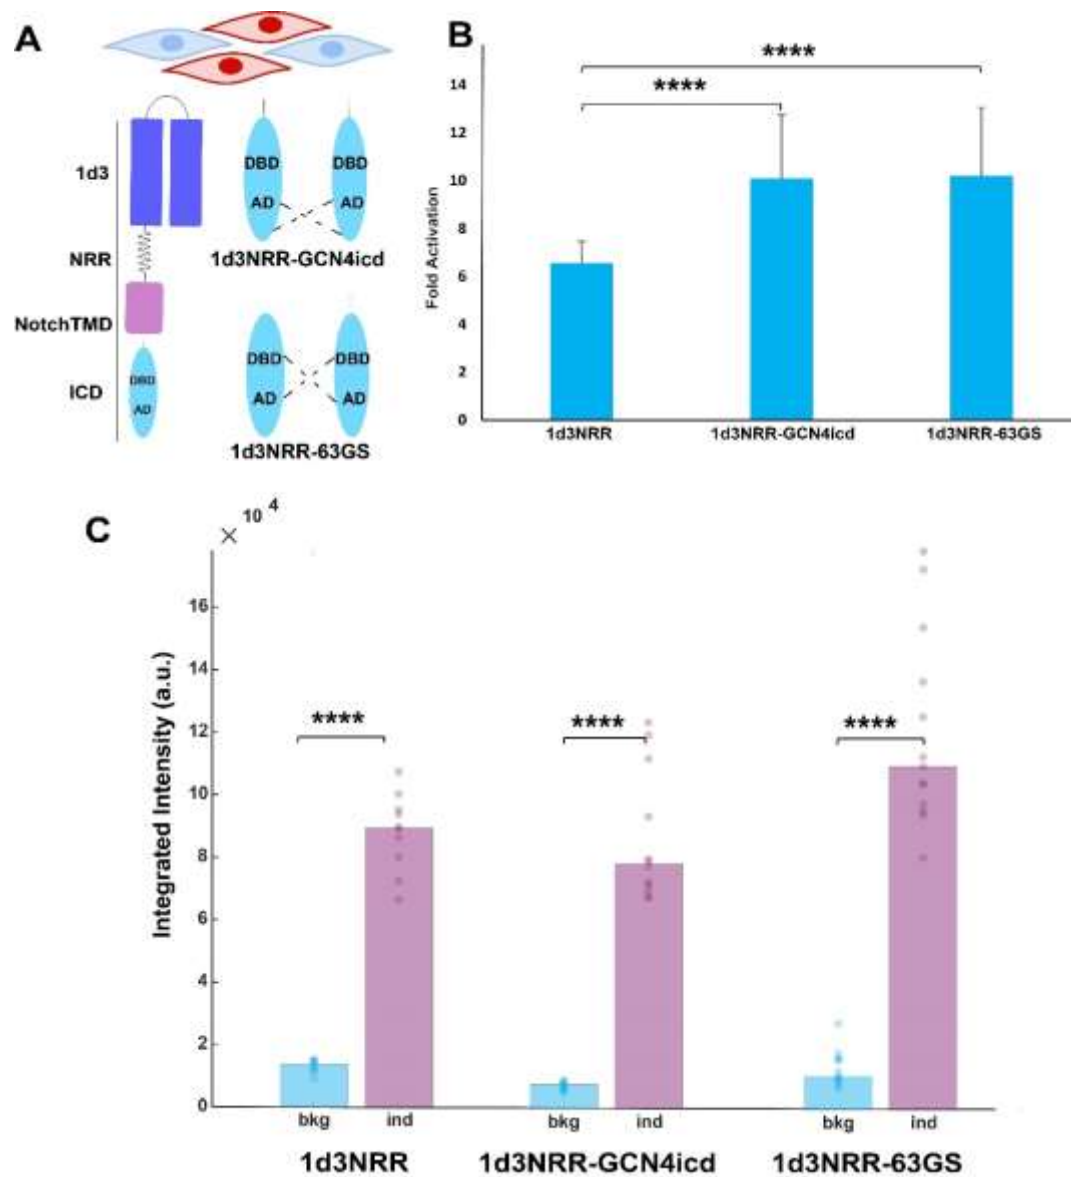 A
1d3
NRR
NotchTMD
ICD
DBD
AD
DBD DBD
AD AD
1d3NRR-GCN4icd
DBD DBD
AD AD
1d3NRR-63GS
B
****
****
Fold Activation
14
12
10
8
6
4
2
0
1d3NRR 1d3NRR-GCN4icd 1d3NRR-63GS
C
× 10 4
Integrated Intensity (a.u.)
16
14
12
10
8
6
4
2
0
**** **** ****
bkg ind bkg ind bkg ind
1d3NRR 1d3NRR-GCN4icd 1d3NRR-63GS